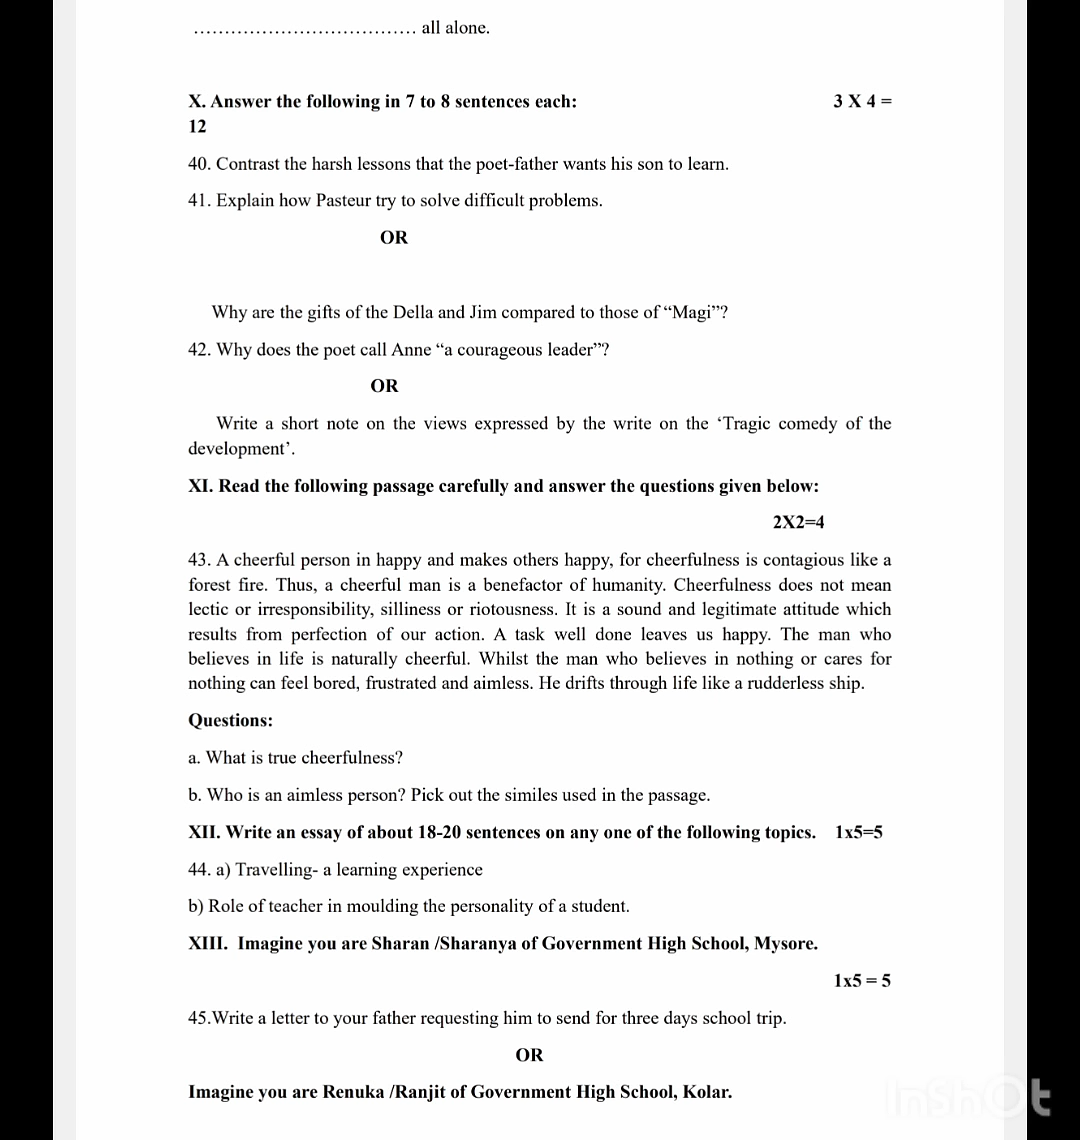 .................................... all alone.
X. Answer the following in 7 to 8 sentences each: 3 X 4 =
12
40. Contrast the harsh lessons that the poet-father wants his son to learn.
41. Explain how Pasteur try to solve difficult problems.
OR
Why are the gifts of the Della and Jim compared to those of “Magi”?
42. Why does the poet call Anne “a courageous leader”?
OR
Write a short note on the views expressed by the write on the ‘Tragic comedy of the
development’.
XI. Read the following passage carefully and answer the questions given below:
2X2=4
43. A cheerful person in happy and makes others happy, for cheerfulness is contagious like a
forest fire. Thus, a cheerful man is a benefactor of humanity. Cheerfulness does not mean
lectic or irresponsibility, silliness or riotousness. It is a sound and legitimate attitude which
results from perfection of our action. A task well done leaves us happy. The man who
believes in life is naturally cheerful. Whilst the man who believes in nothing or cares for
nothing can feel bored, frustrated and aimless. He drifts through life like a rudderless ship.
Questions:
a. What is true cheerfulness?
b. Who is an aimless person? Pick out the similes used in the passage.
XII. Write an essay of about 18-20 sentences on any one of the following topics. 1x5=5
44. a) Travelling- a learning experience
b) Role of teacher in moulding the personality of a student.
XIII. Imagine you are Sharan /Sharanya of Government High School, Mysore.
1x5 = 5
45.Write a letter to your father requesting him to send for three days school trip.
OR
Imagine you are Renuka /Ranjit of Government High School, Kolar.
InShOt